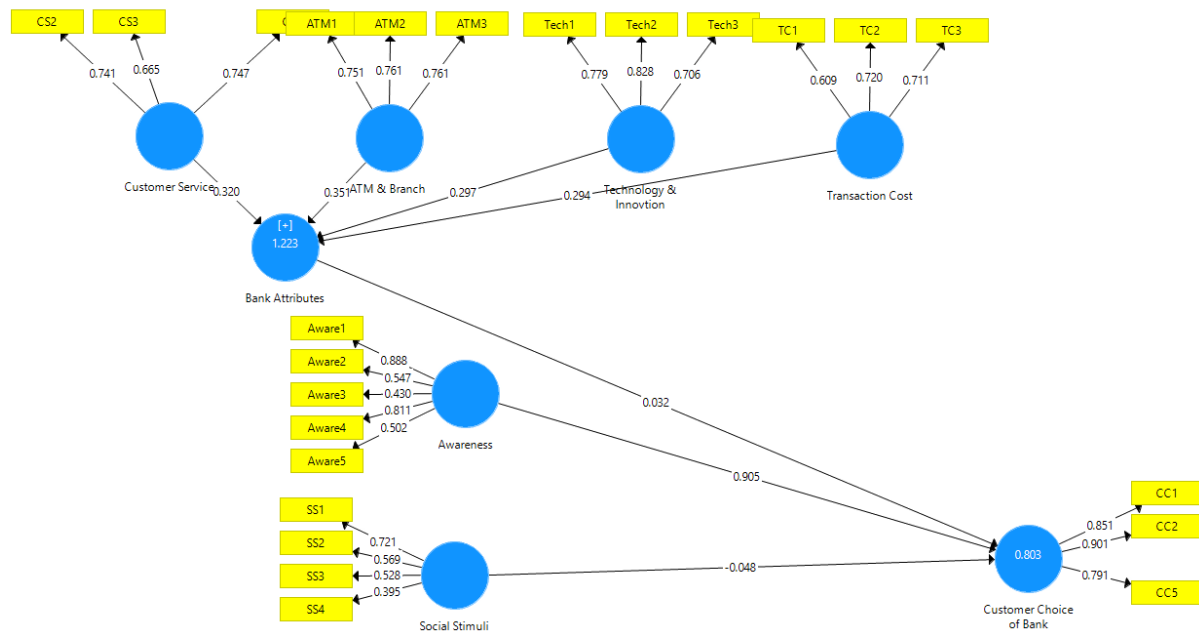 CS2
CS3
ATM1
ATM2
ATM3
Tech1
Tech2
Tech3
TC1
TC2
TC3
0.741
0.665
0.747
0.751
0.761
0.761
0.779
0.828
0.706
0.609
0.720
0.711
Customer Service
ATM & Branch
Technology &
Innovtion
Transaction Cost
0.320
0.351
0.297
0.294
[+]
1.223
Bank Attributes
Aware1
Aware2
Aware3
Aware4
Aware5
0.888
0.547
0.430
0.811
0.502
Awareness
0.032
0.905
SS1
SS2
SS3
SS4
0.721
0.569
0.528
0.395
Social Stimuli
-0.048
0.803
Customer Choice
of Bank
0.851
0.901
0.791
CC1
CC2
CC5